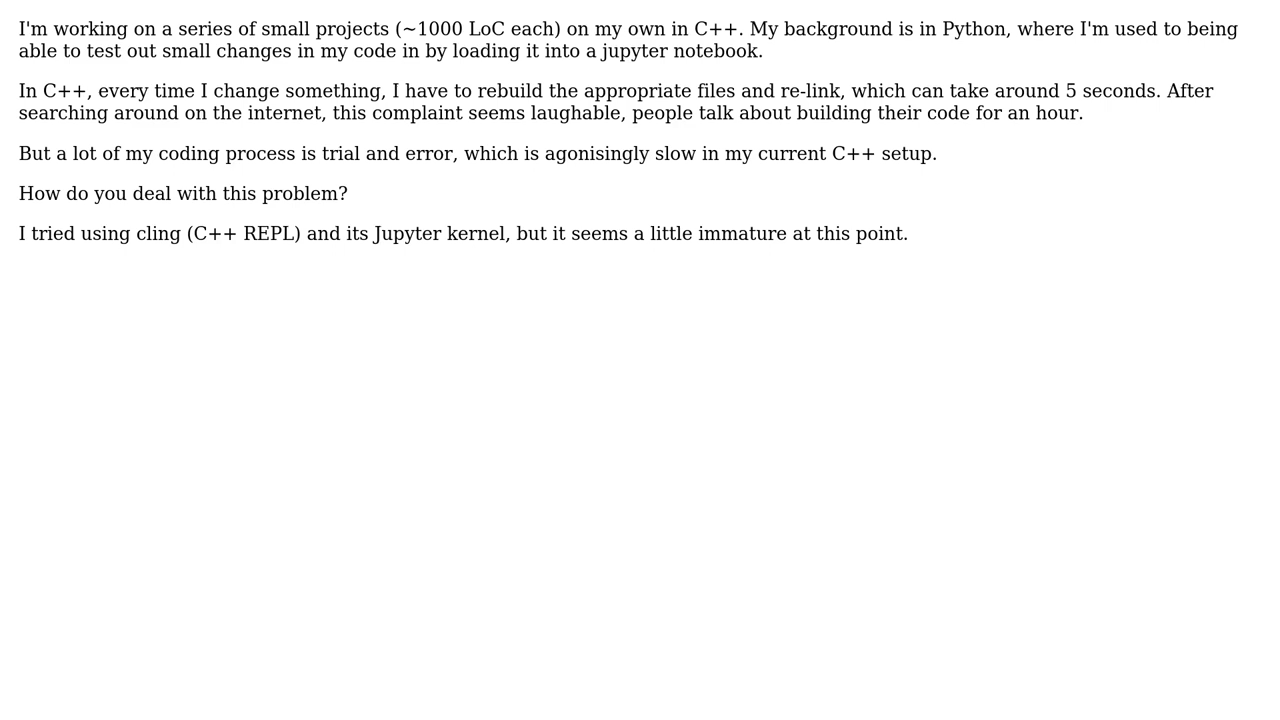 I'm working on a series of small projects (~1000 LoC each) on my own in C++. My background is in Python, where I'm used to being
able to test out small changes in my code in by loading it into a jupyter notebook.
In C++, every time I change something, I have to rebuild the appropriate files and re-link, which can take around 5 seconds. After
searching around on the internet, this complaint seems laughable, people talk about building their code for an hour.
But a lot of my coding process is trial and error, which is agonisingly slow in my current C++ setup.
How do you deal with this problem?
I tried using cling (C++ REPL) and its Jupyter kernel, but it seems a little immature at this point.